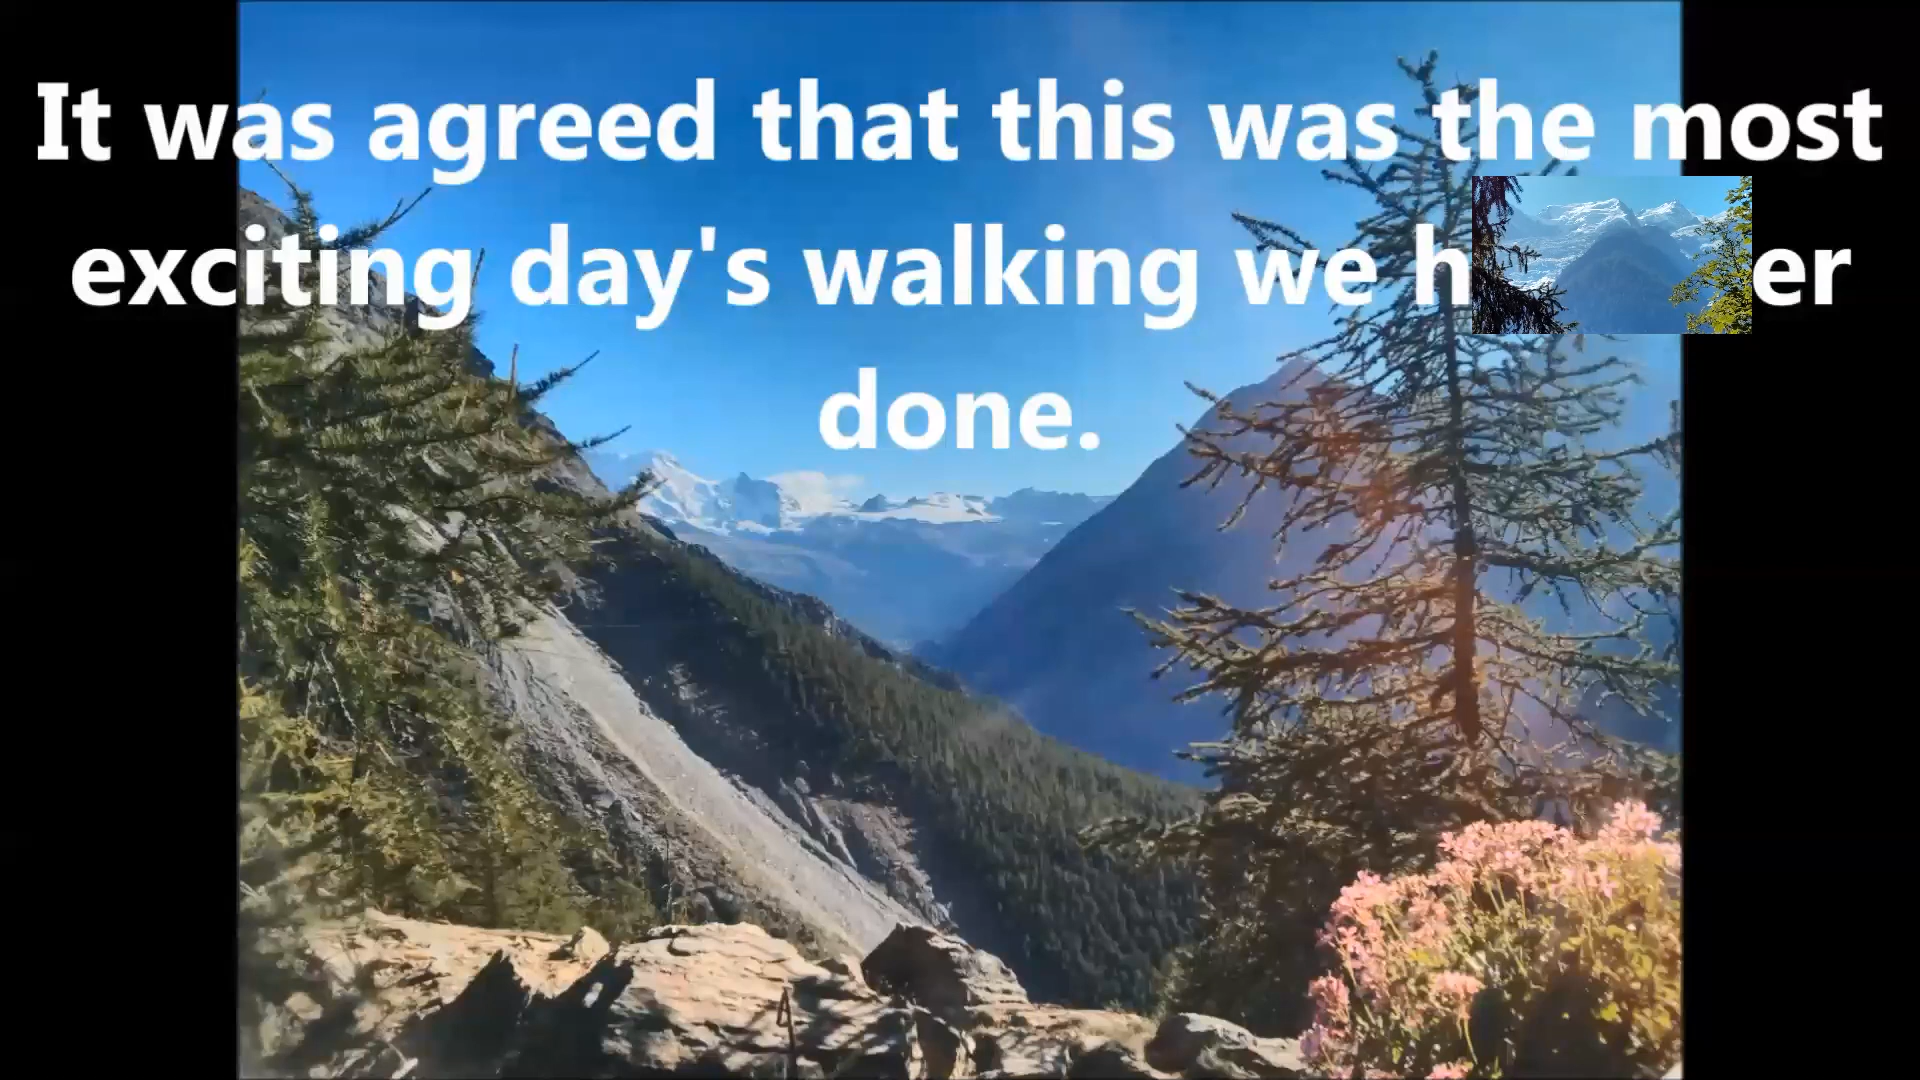 It was agreed that this was the most
exciting day's walking we
done.